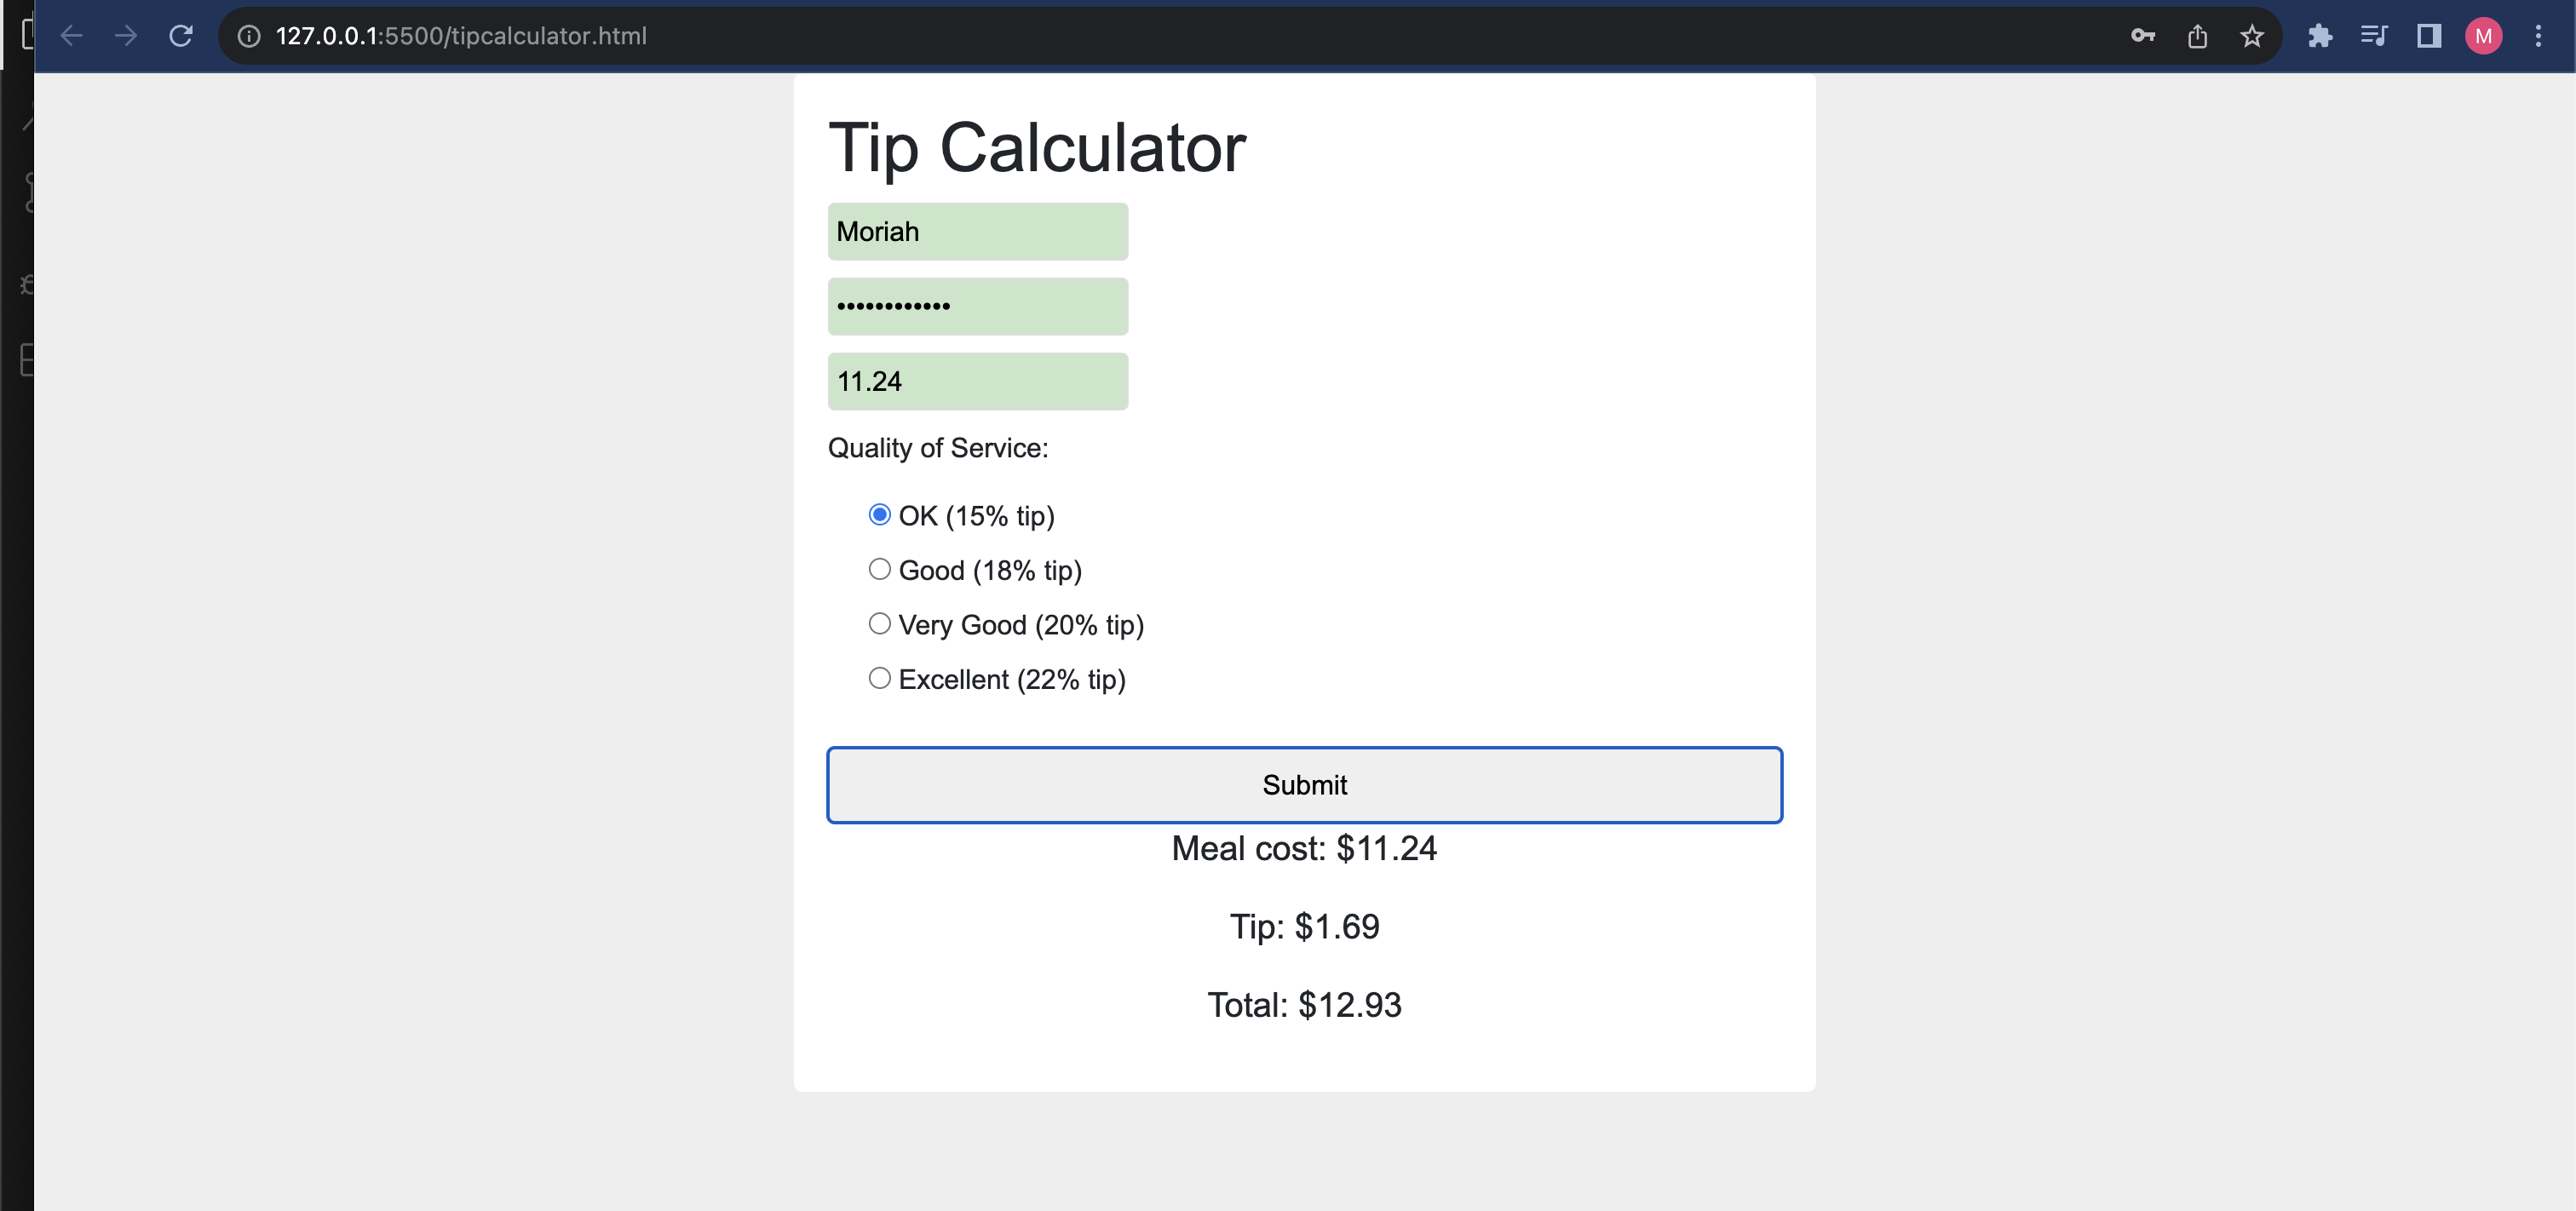 127.0.0.1:5500/tipcalculator.html
M
Tip Calculator
Moriah
••••••••••••
11.24
Quality of Service:
OK (15% tip)
Good (18% tip)
Very Good (20% tip)
Excellent (22% tip)
Submit
Meal cost: $11.24
Tip: $1.69
Total: $12.93